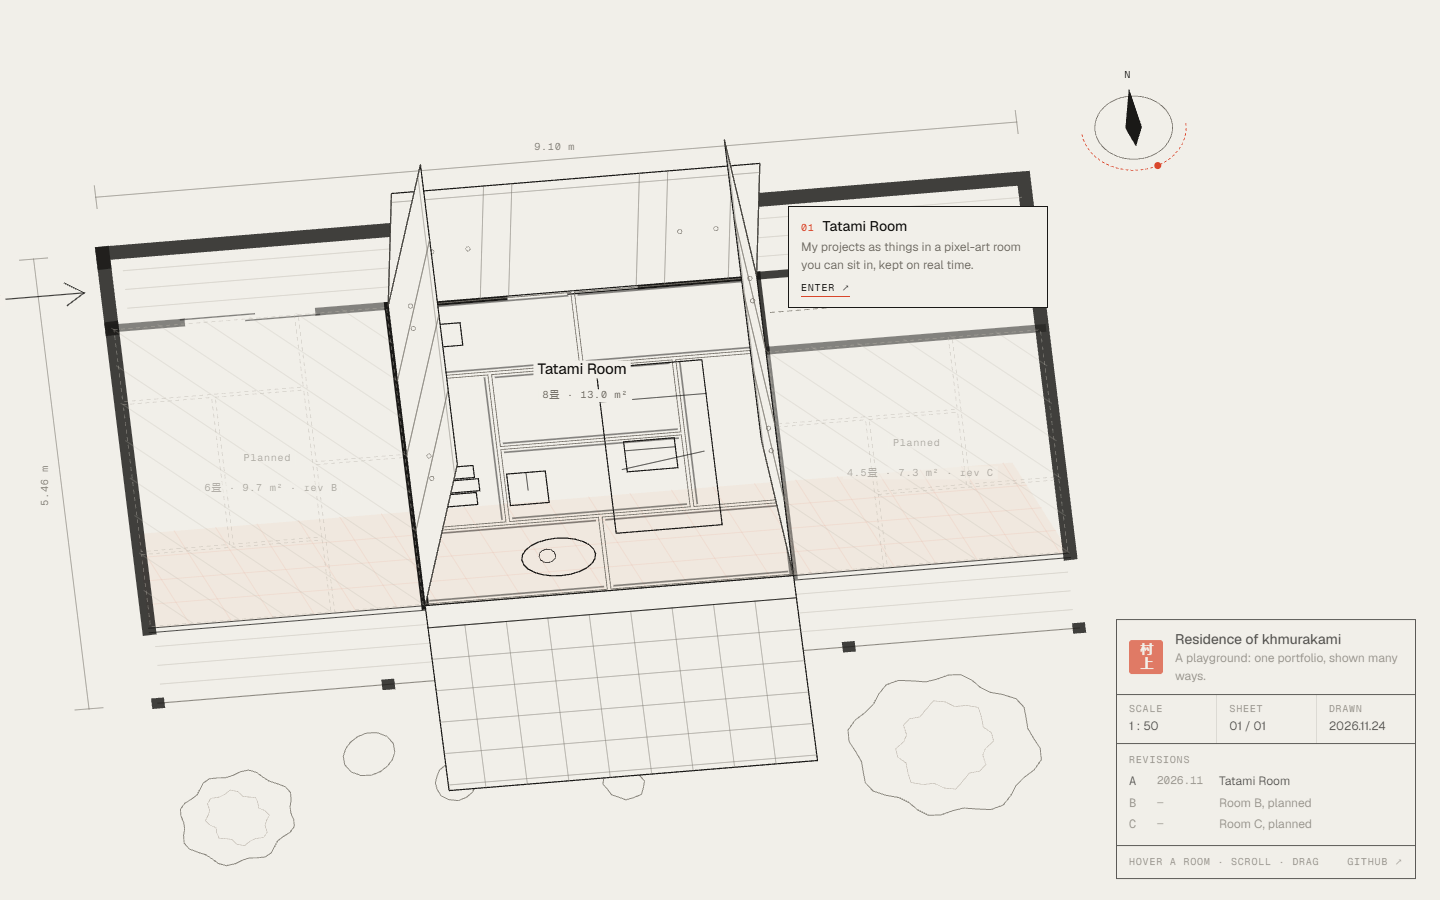 N
9.10 m
01 Tatami Room
My projects as things in a pixel-art room
you can sit in, kept on real time.
ENTER ↗
Tatami Room
8畳 · 13.0 m²
Planned
4.5畳 · 7.3 m² · rev C
Planned
6畳 · 9.7 m² · rev B
5.46 m
村上
Residence of khmurakami
A playground: one portfolio, shown many
ways.
SCALE SHEET DRAWN
1 : 50 01 / 01 2026.11.24
REVISIONS
A 2026.11 Tatami Room
B – Room B, planned
C – Room C, planned
HOVER A ROOM · SCROLL · DRAG GITHUB ↗